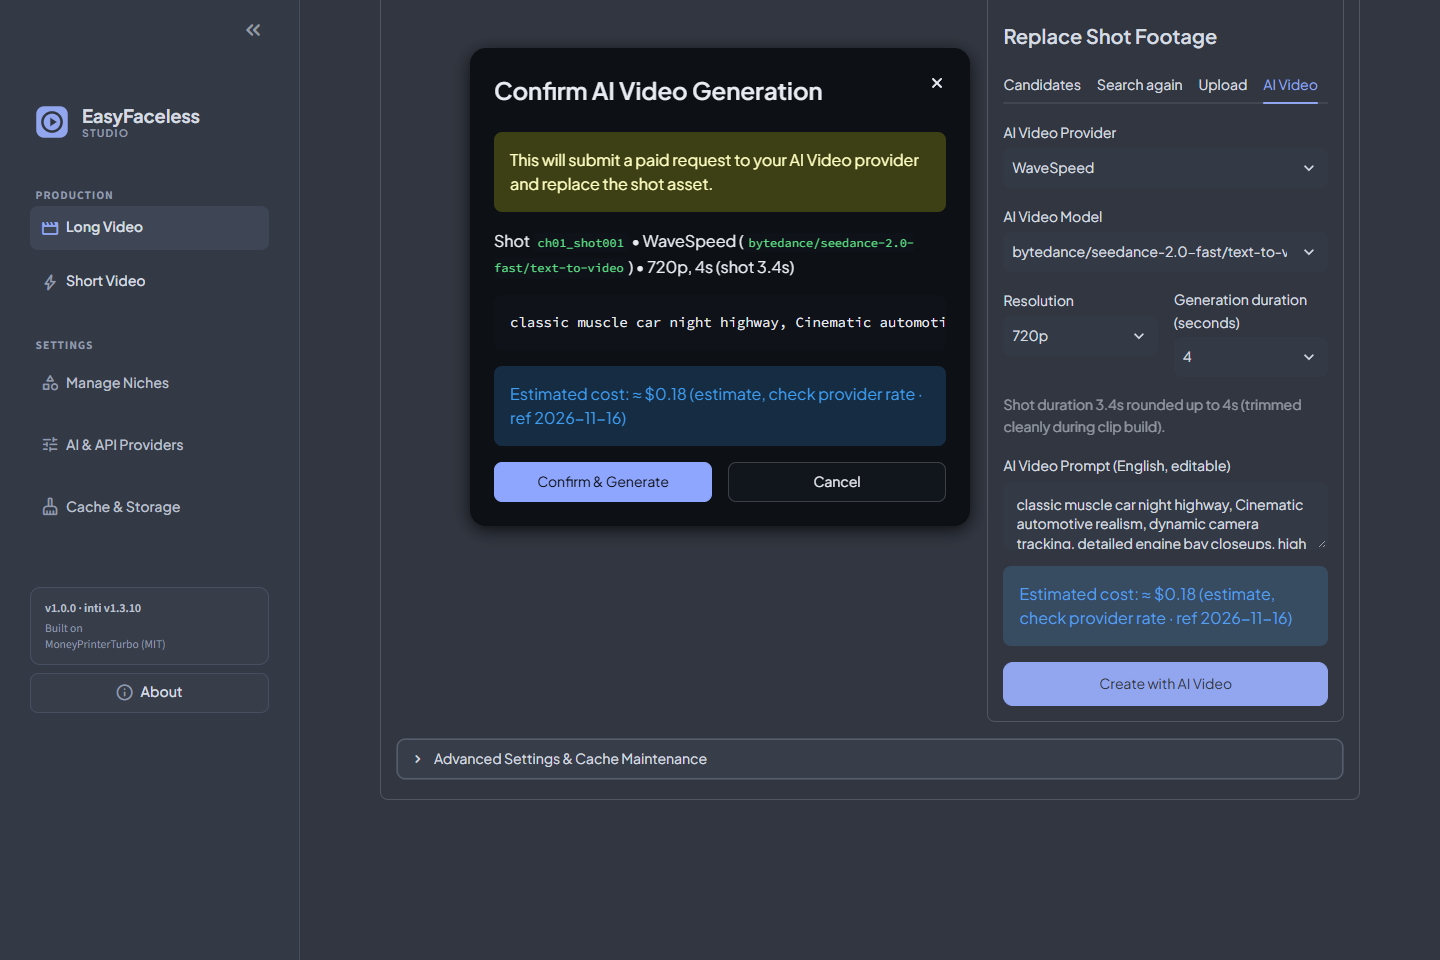 EasyFaceless
STUDIO
PRODUCTION
Long Video
Short Video
SETTINGS
Manage Niches
AI & API Providers
Cache & Storage
v1.0.0 · inti v1.3.10
Built on
MoneyPrinterTurbo (MIT)
About
Confirm AI Video Generation
This will submit a paid request to your AI Video provider
and replace the shot asset.
Shot ch01_shot001 • WaveSpeed ( bytedance/seedance-2.0-
fast/text-to-video ) • 720p, 4s (shot 3.4s)
classic muscle car night highway, Cinematic automoti
Estimated cost: ≈ $0.18 (estimate, check provider rate ·
ref 2026-11-16)
Confirm & Generate
Cancel
Replace Shot Footage
Candidates Search again Upload AI Video
AI Video Provider
WaveSpeed
AI Video Model
bytedance/seedance-2.0-fast/text-to-v
Resolution
720p
Generation duration
(seconds)
4
Shot duration 3.4s rounded up to 4s (trimmed
cleanly during clip build).
AI Video Prompt (English, editable)
classic muscle car night highway, Cinematic
automotive realism, dynamic camera
tracking, detailed engine bay closeups, high
Estimated cost: ≈ $0.18 (estimate,
check provider rate · ref 2026-11-16)
Create with AI Video
Advanced Settings & Cache Maintenance